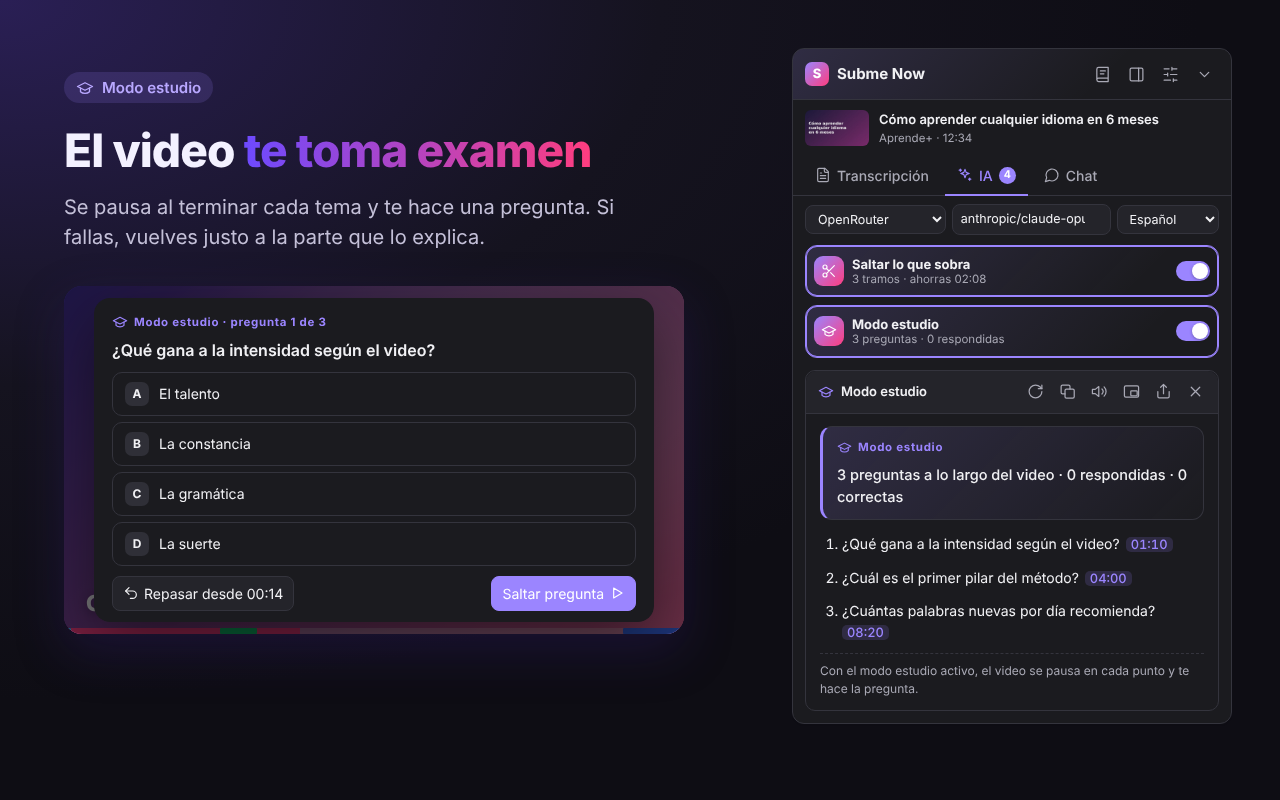 Modo estudio
El video te toma examen
Se pausa al terminar cada tema y te hace una pregunta. Si
fallas, vuelves justo a la parte que lo explica.
Modo estudio · pregunta 1 de 3
¿Qué gana a la intensidad según el video?
A El talento
B La constancia
C La gramática
D La suerte
Repasar desde 00:14
Saltar pregunta
S Subme Now
Cómo aprender
cualquier idioma
en 6 meses
Cómo aprender cualquier idioma en 6 meses
Aprende+ · 12:34
Transcripción IA 4 Chat
OpenRouter anthropic/claude-opu Español
Saltar lo que sobra
3 tramos · ahorras 02:08
Modo estudio
3 preguntas · 0 respondidas
Modo estudio
Modo estudio
3 preguntas a lo largo del video · 0 respondidas · 0
correctas
1. ¿Qué gana a la intensidad según el video? 01:10
2. ¿Cuál es el primer pilar del método? 04:00
3. ¿Cuántas palabras nuevas por día recomienda?
08:20
Con el modo estudio activo, el video se pausa en cada punto y te
hace la pregunta.